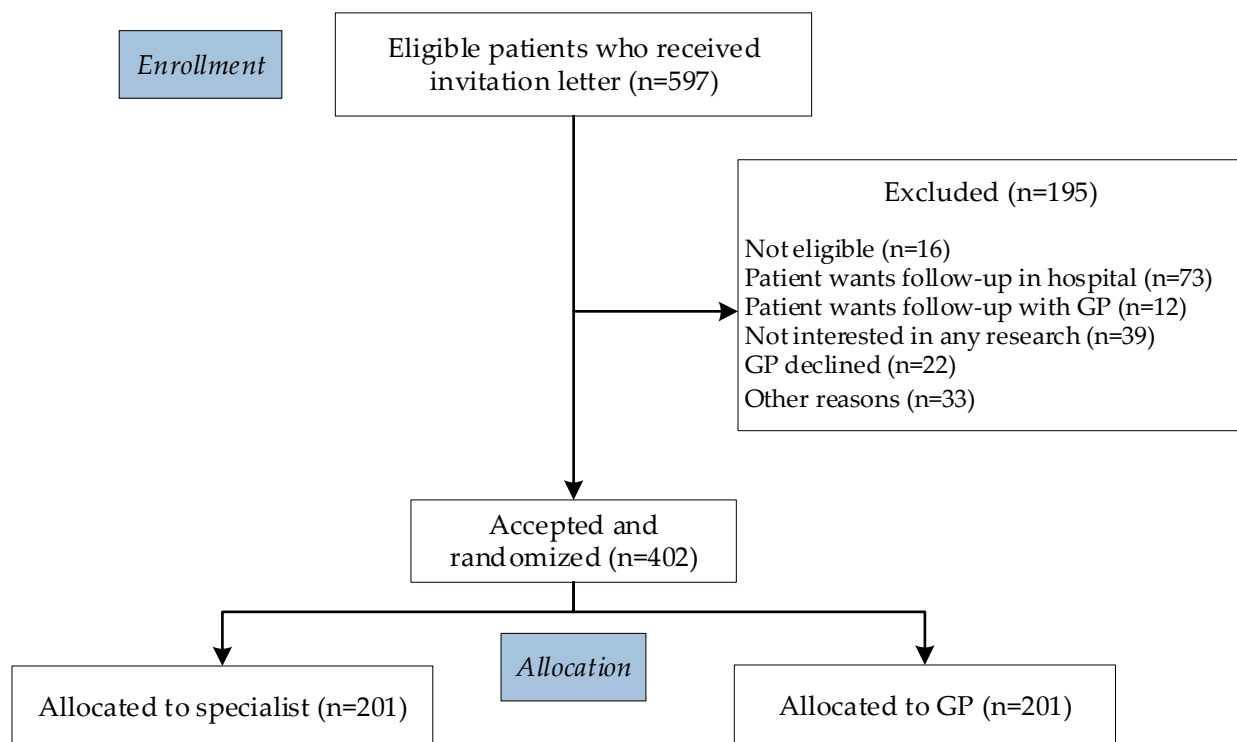 Enrollment
Eligible patients who received
invitation letter (n=597)
Excluded (n=195)
Not eligible (n=16)
Patient wants follow-up in hospital (n=73)
Patient wants follow-up with GP (n=12)
Not interested in any research (n=39)
GP declined (n=22)
Other reasons (n=33)
Accepted and
randomized (n=402)
Allocation
Allocated to specialist (n=201)
Allocated to GP (n=201)